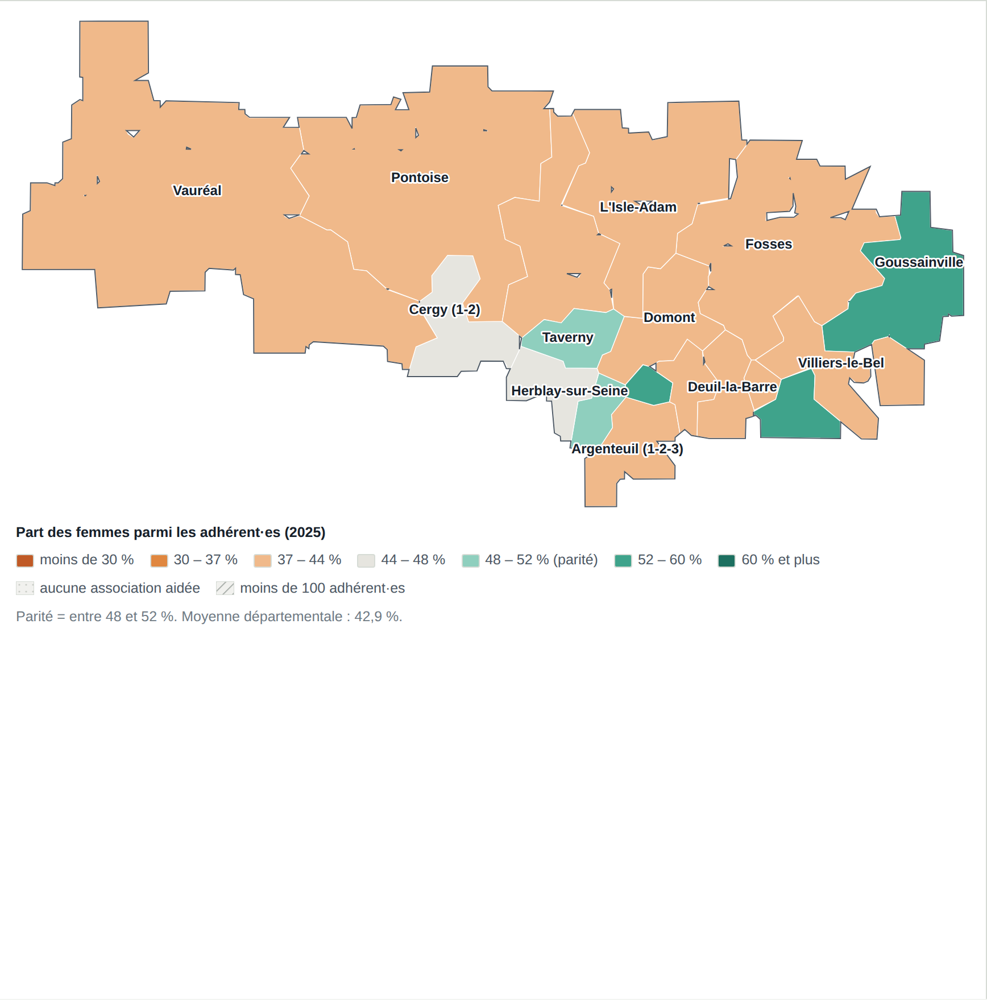 Pontoise
Vauréal
L'Isle-Adam
Fosses
Goussainville
Cergy (1-2)
Domont
Taverny
Villiers-le-Bel
Deuil-la-Barre
Herblay-sur-Seine
Argenteuil (1-2-3)
Part des femmes parmi les adhérent·es (2025)
moins de 30 % 30 – 37 % 37 – 44 % 44 – 48 % 48 – 52 % (parité) 52 – 60 % 60 % et plus
aucune association aidée moins de 100 adhérent·es
Parité = entre 48 et 52 %. Moyenne départementale : 42,9 %.